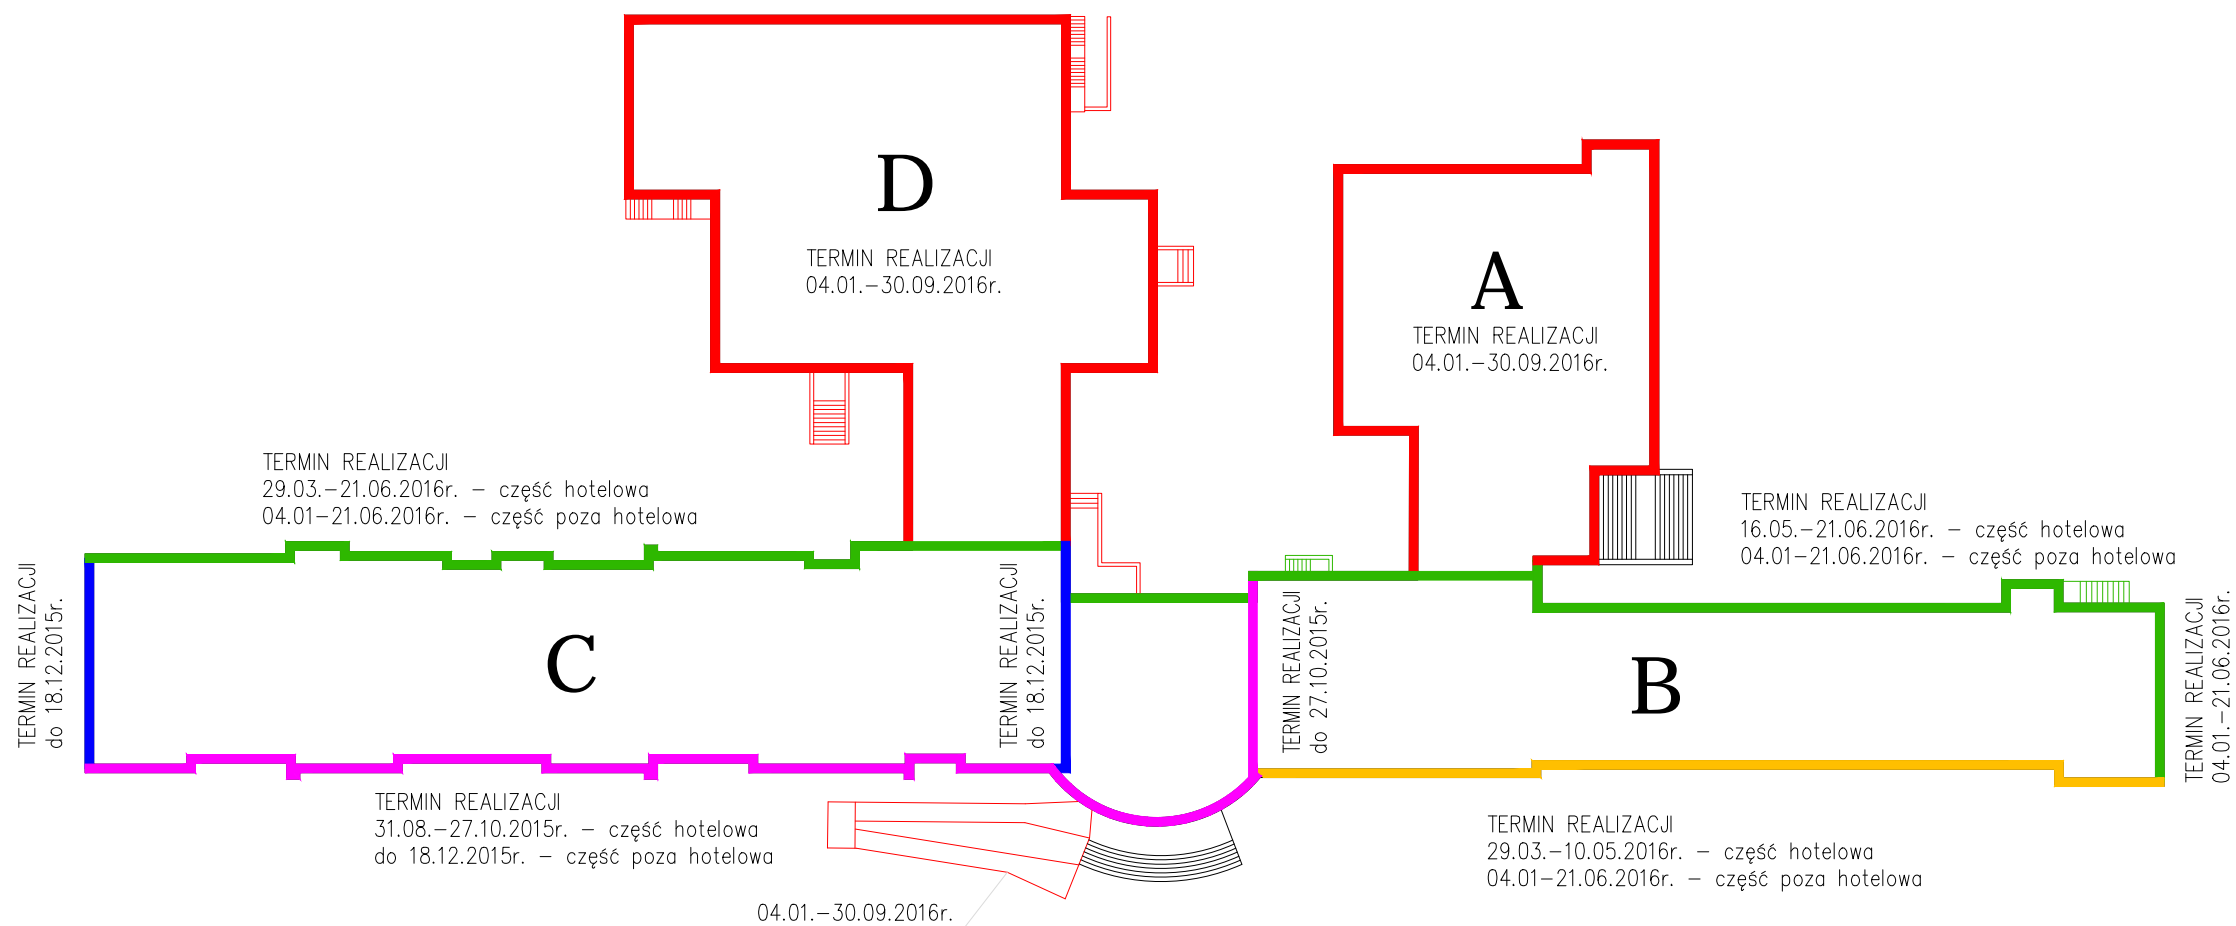 D
TERMIN REALIZACJI
04.01.–30.09.2016r.
A
TERMIN REALIZACJI
04.01.–30.09.2016r.
TERMIN REALIZACJI
29.03.–21.06.2016r. – część hotelowa
04.01–21.06.2016r. – część poza hotelowa
TERMIN REALIZACJI
16.05.–21.06.2016r. – część hotelowa
04.01–21.06.2016r. – część poza hotelowa
TERMIN REALIZACJI
do 18.12.2015r.
C
TERMIN REALIZACJI
do 18.12.2015r.
TERMIN REALIZACJI
do 27.10.2015r.
B
TERMIN REALIZACJI
04.01.–21.06.2016r.
TERMIN REALIZACJI
31.08.–27.10.2015r. – część hotelowa
do 18.12.2015r. – część poza hotelowa
TERMIN REALIZACJI
29.03.–10.05.2016r. – część hotelowa
04.01–21.06.2016r. – część poza hotelowa
04.01.–30.09.2016r.